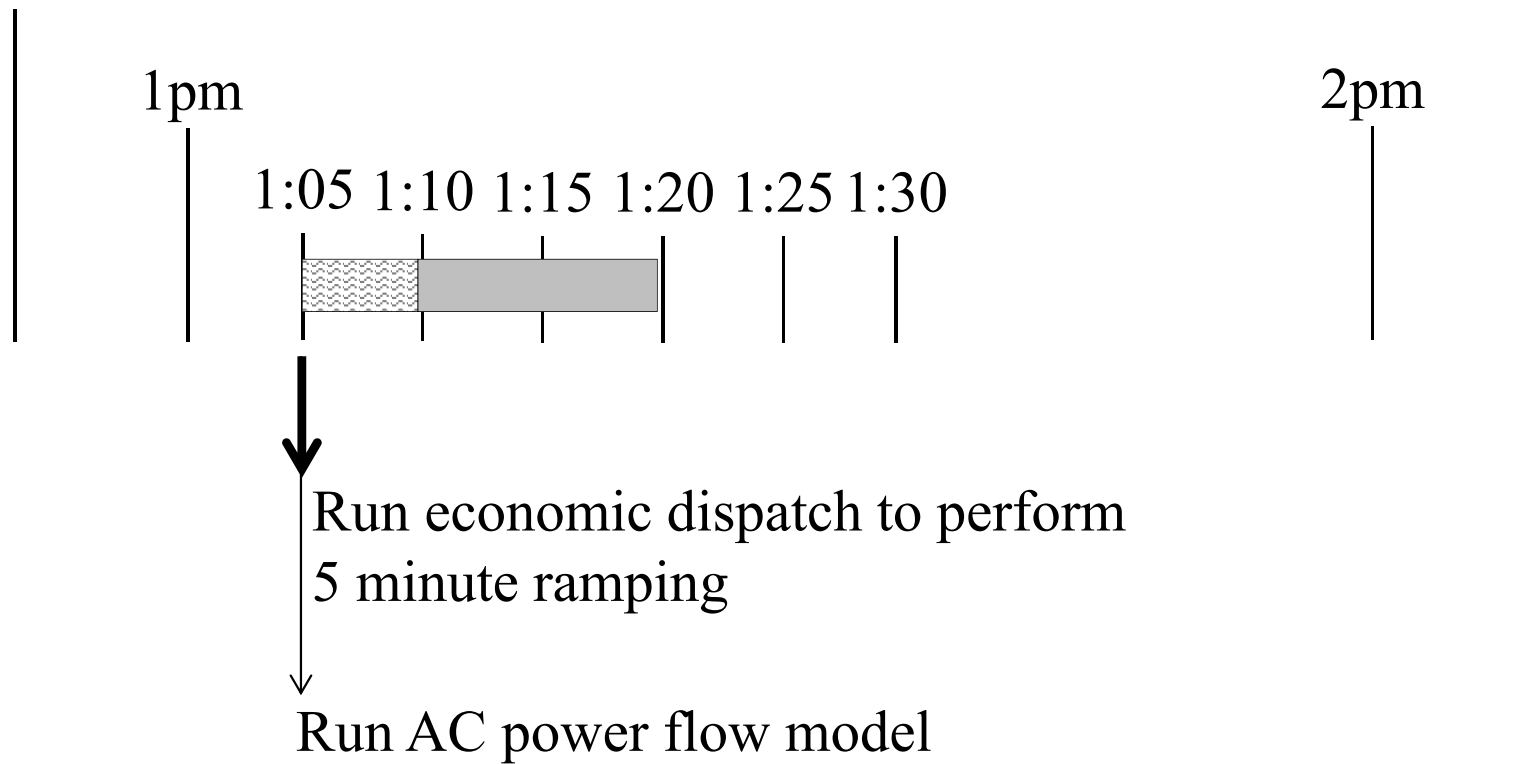 1pm
2pm
1:05 1:10 1:15 1:20 1:25 1:30
Run economic dispatch to perform
5 minute ramping
Run AC power flow model